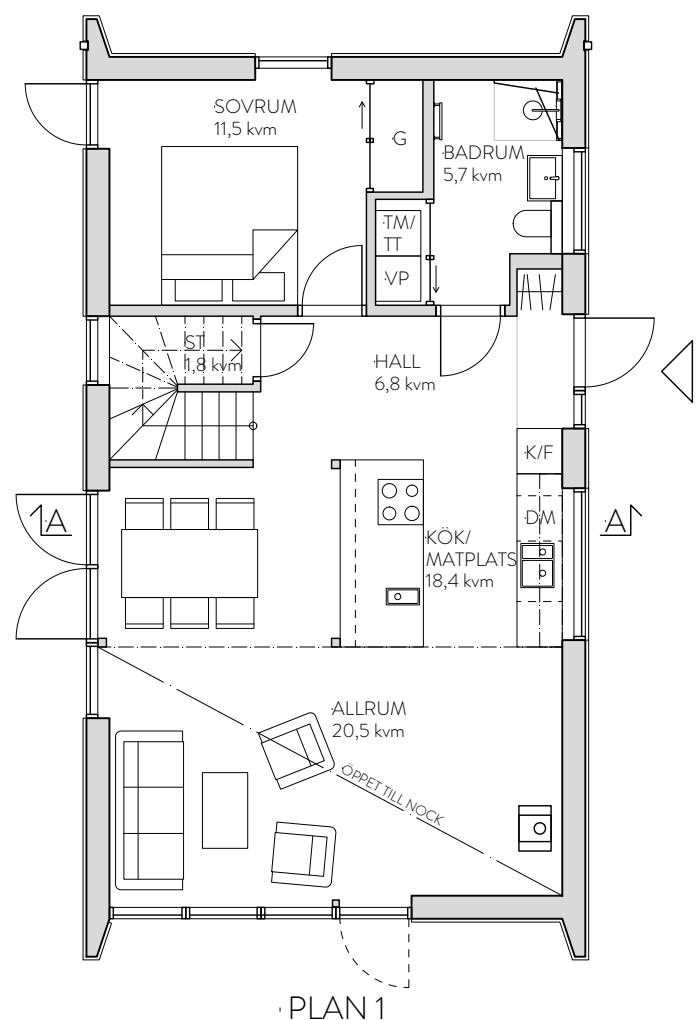 SOVRUM
11,5 kvm
G
BADRUM
5,7 kvm
TM/
TT
VP
ST
1,8 kvm
HALL
6,8 kvm
K/F
A
DM
A
KÖK/
MATPLATS
18,4 kvm
ALLRUM
20,5 kvm
ÖPPET TILL NOCK
PLAN 1